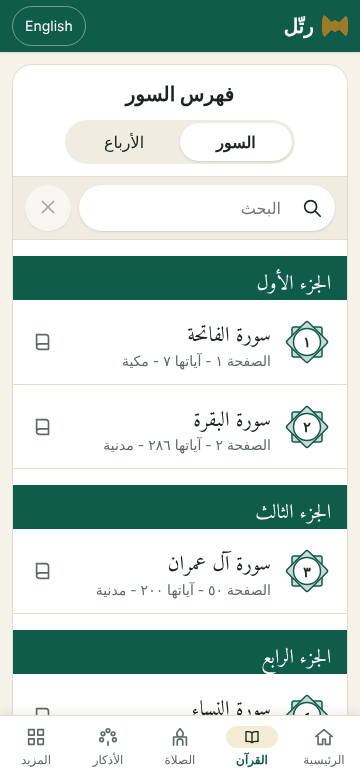 رتّل
English
فهرس السور
السور
الأرباع
البحث
الجزء الأول
١
سورة الفاتحة
الصفحة ١ - آياتها ٧ - مكية
٢
سورة البقرة
الصفحة ٢ - آياتها ٢٨٦ - مدنية
الجزء الثالث
٣
سورة آل عمران
الصفحة ٥٠ - آياتها ٢٠٠ - مدنية
الجزء الرابع
سورة النساء
الرئيسية
القرآن
الصلاة
الأذكار
المزيد